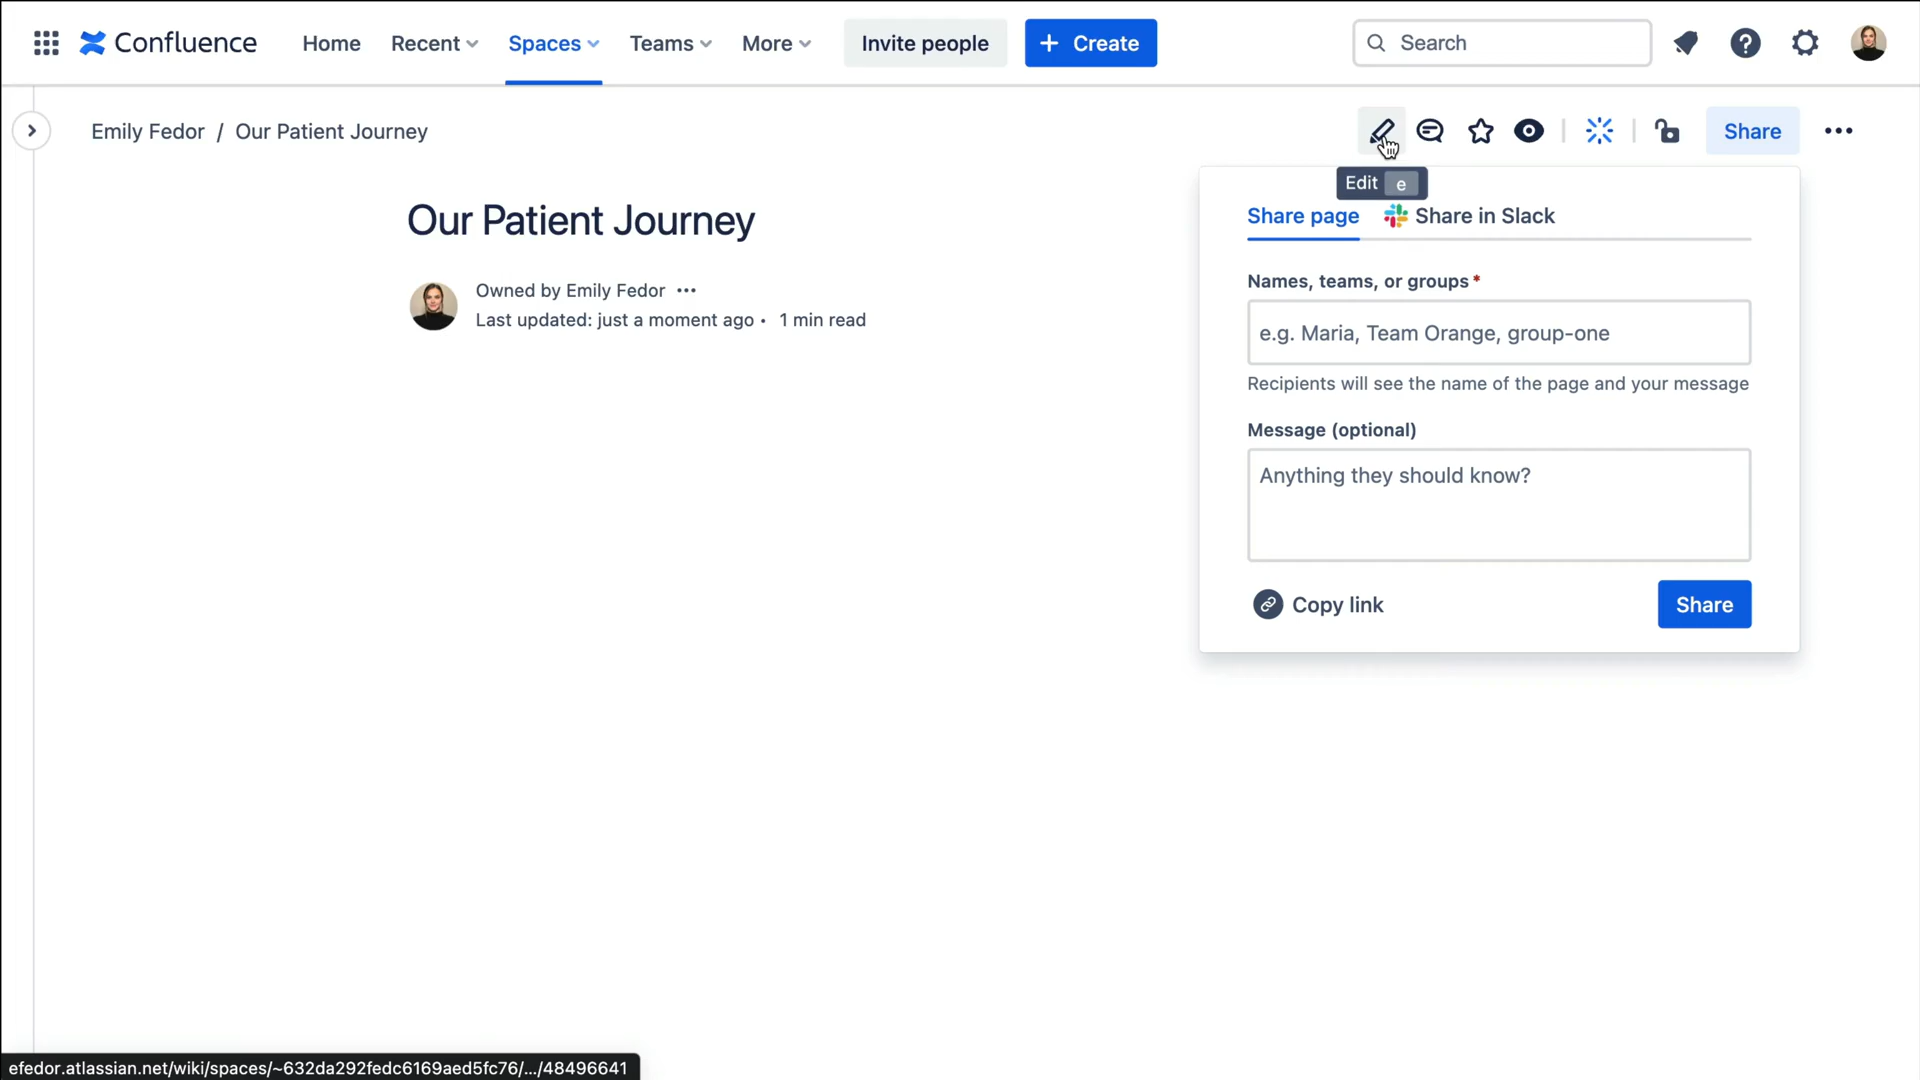 Confluence Home Recent Spaces Teams More Invite people + Create Search
Emily Fedor / Our Patient Journey Share
Edit e
Share page Share in Slack
Our Patient Journey
Names, teams, or groups*
Owned by Emily Fedor
Last updated: just a moment ago • 1 min read
e.g. Maria, Team Orange, group-one
Recipients will see the name of the page and your message
Message (optional)
Anything they should know?
Copy link Share
efedor.atlassian.net/wiki/spaces/~632da292fedc6169aed5fc76/.../48496641